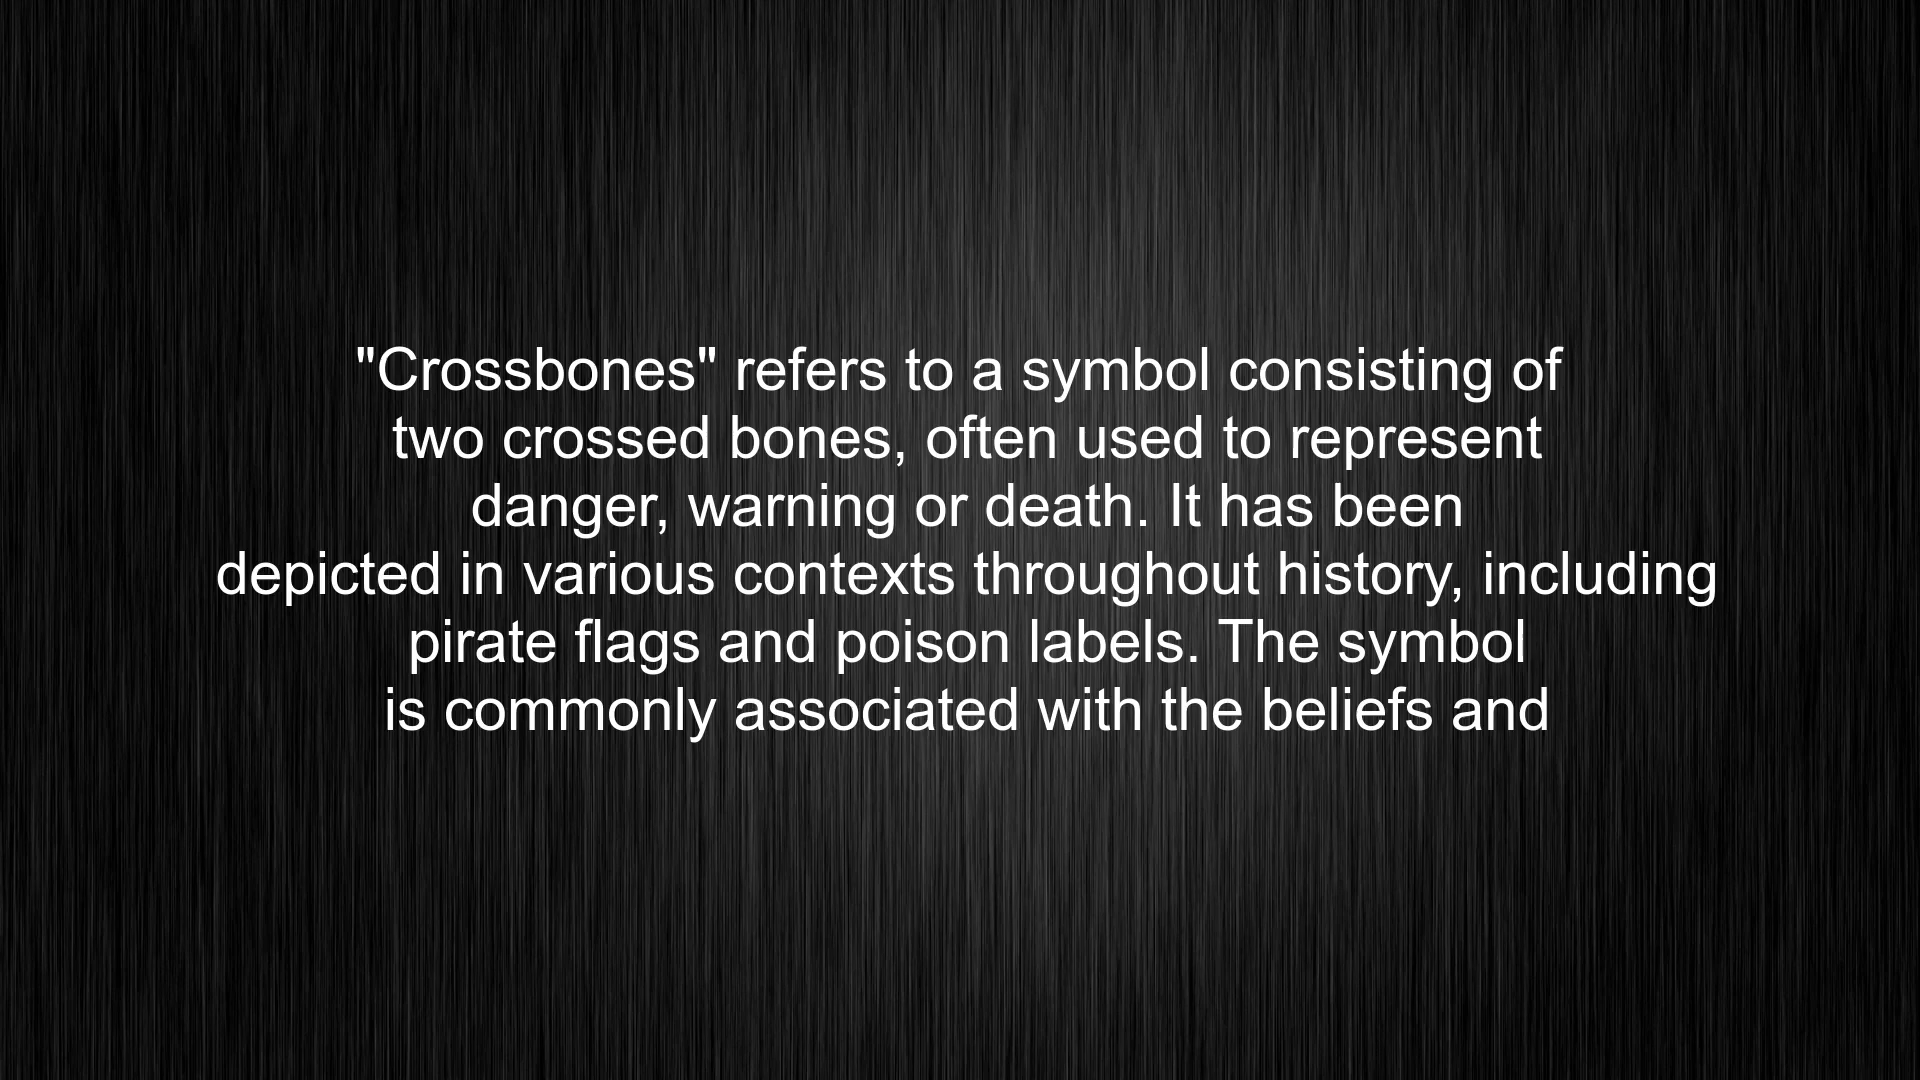 "Crossbones" refers to a symbol consisting of
two crossed bones, often used to represent
danger, warning or death. It has been
depicted in various contexts throughout history, including
pirate flags and poison labels. The symbol
is commonly associated with the beliefs and